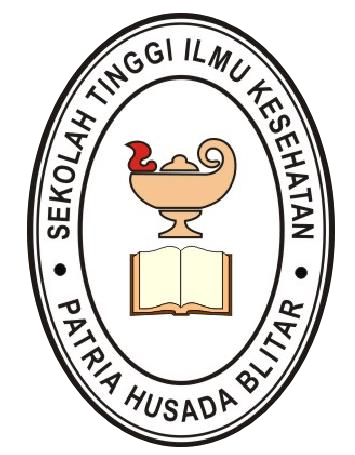 SEKOLAH TINGGI ILMU KESEHATAN
PATRIA HUSADA BLITAR